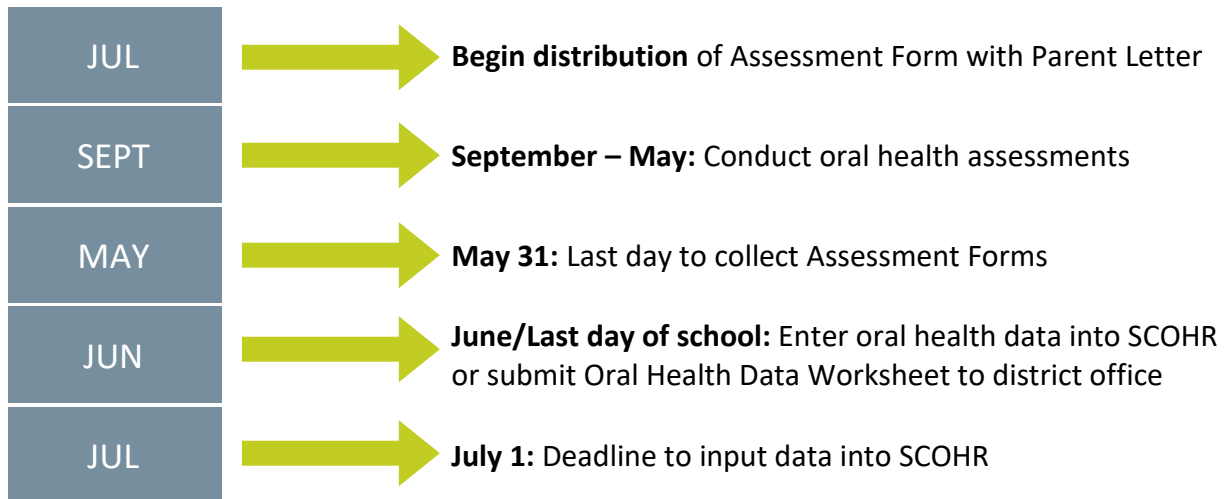 JUL
Begin distribution of Assessment Form with Parent Letter
SEPT
September – May: Conduct oral health assessments
MAY
May 31: Last day to collect Assessment Forms
JUN
June/Last day of school: Enter oral health data into SCOHR
or submit Oral Health Data Worksheet to district office
JUL
July 1: Deadline to input data into SCOHR